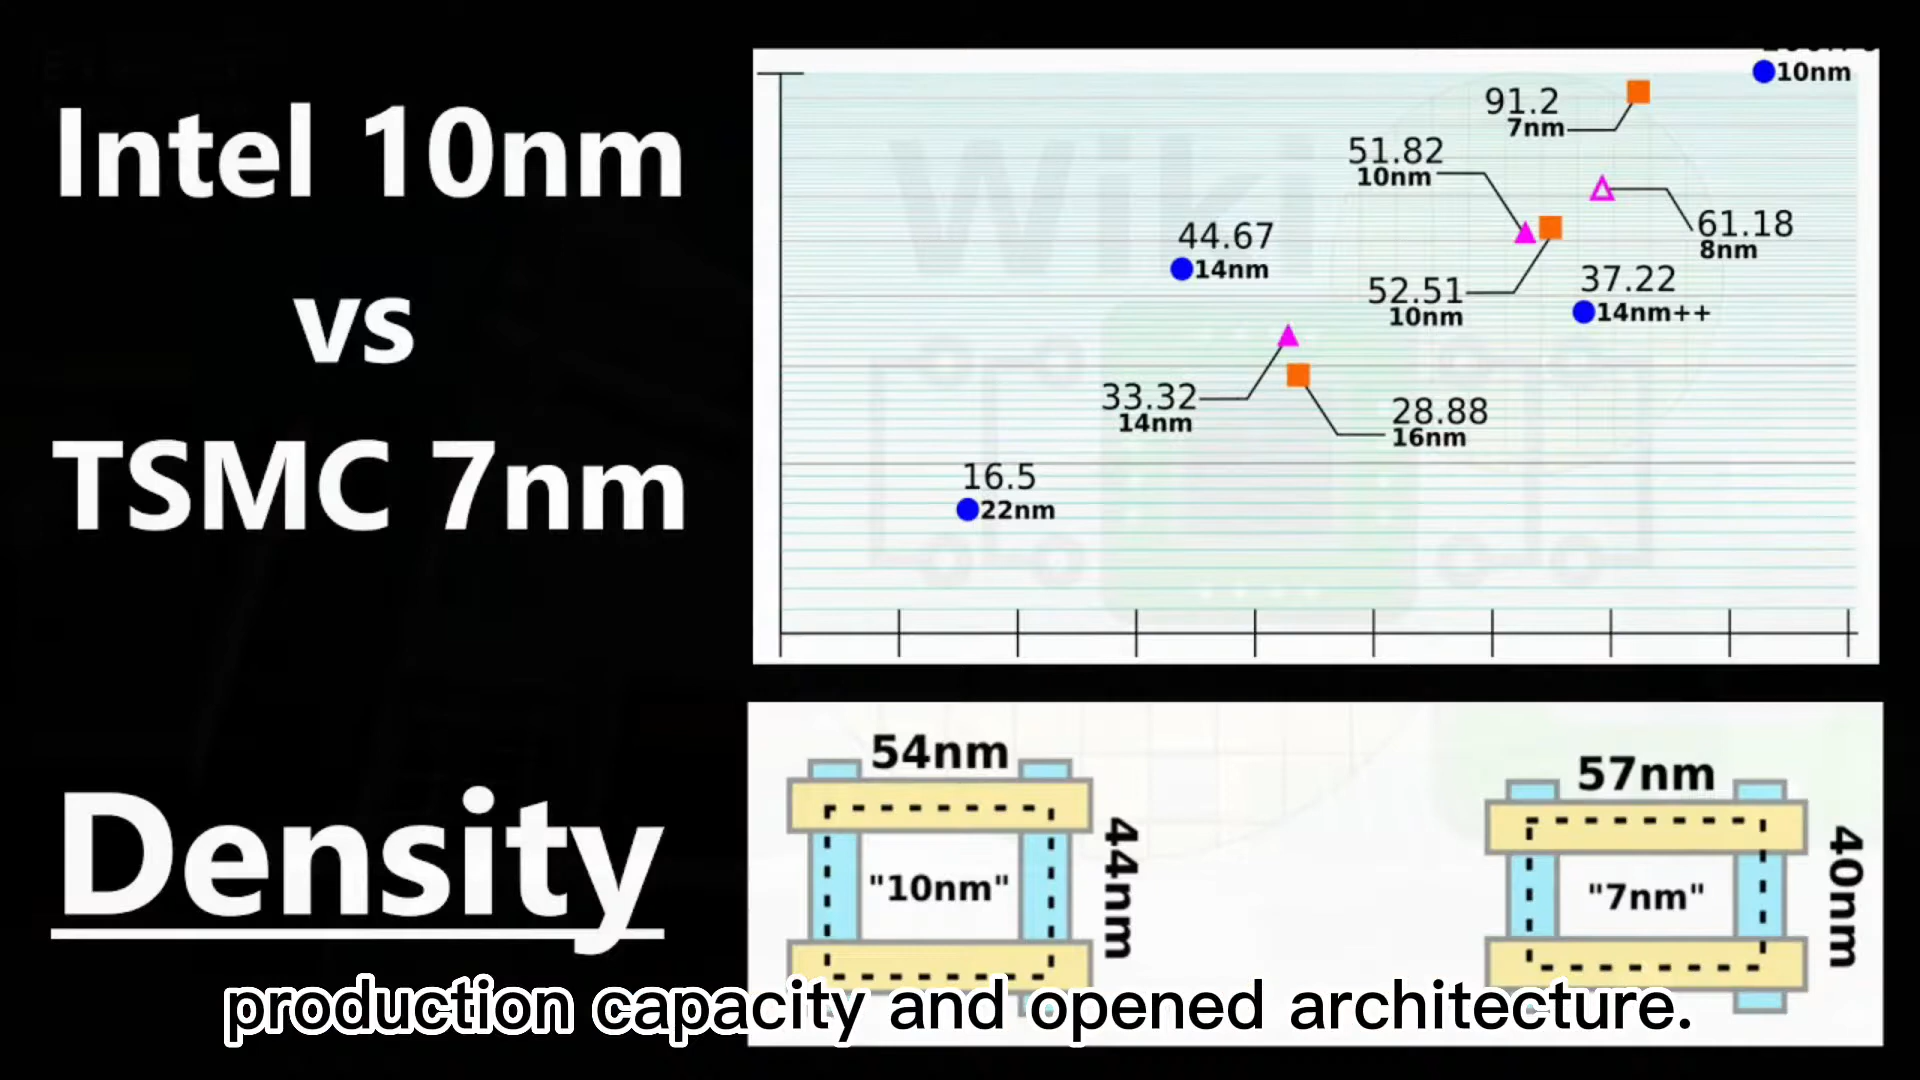 Intel 10nm
vs
TSMC 7nm
Density
Wiki
10nm
91.2
7nm
51.82
10nm
61.18
8nm
44.67
14nm
52.51
10nm
37.22
14nm++
33.32
14nm
28.88
16nm
16.5
22nm
54nm
44nm
"10nm"
57nm
40nm
"7nm"
production capacity and opened architecture.